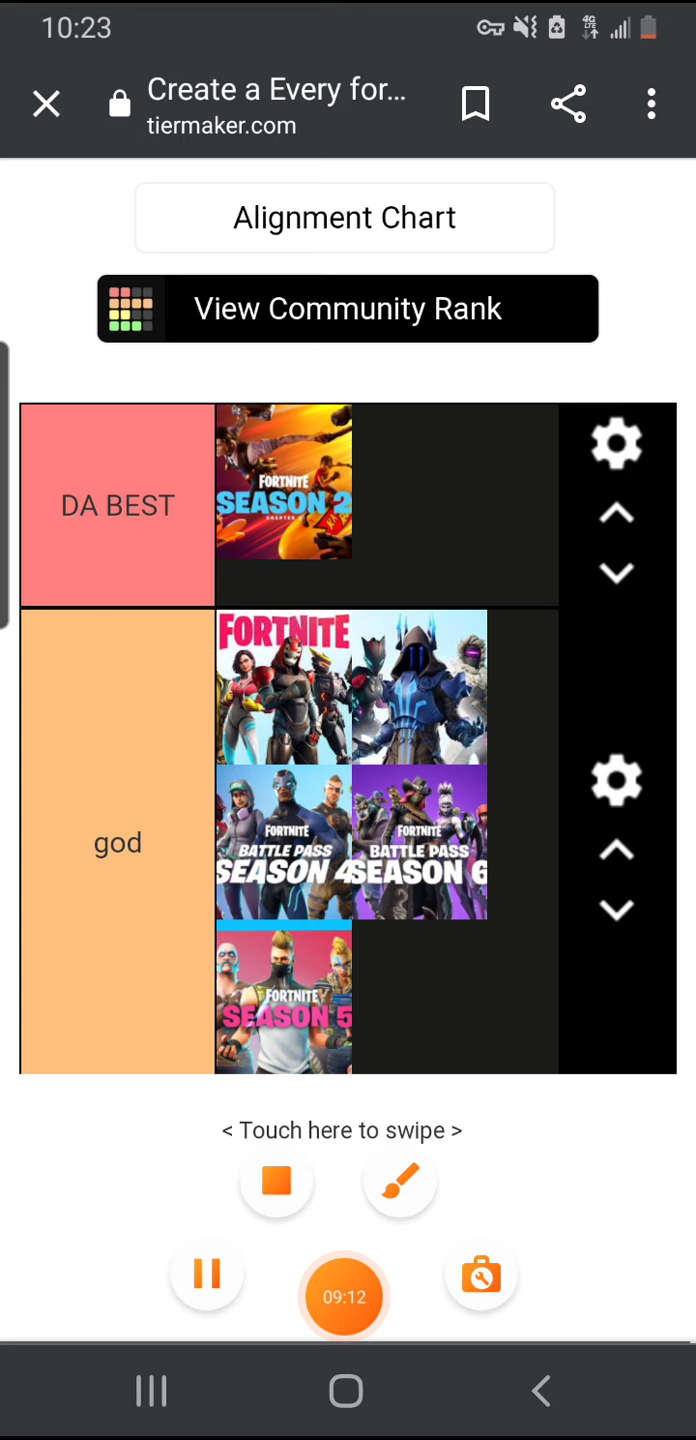 10:23
4G
LTE
Create a Every for...
tiermaker.com
Alignment Chart
View Community Rank
DA BEST
FORTNITE
SEASON 2
god
FORTNITE
FORTNITE
BATTLE PASS
SEASON 4
FORTNITE
BATTLE PASS
SEASON 6
FORTNITE
SEASON 5
< Touch here to swipe >
09:12